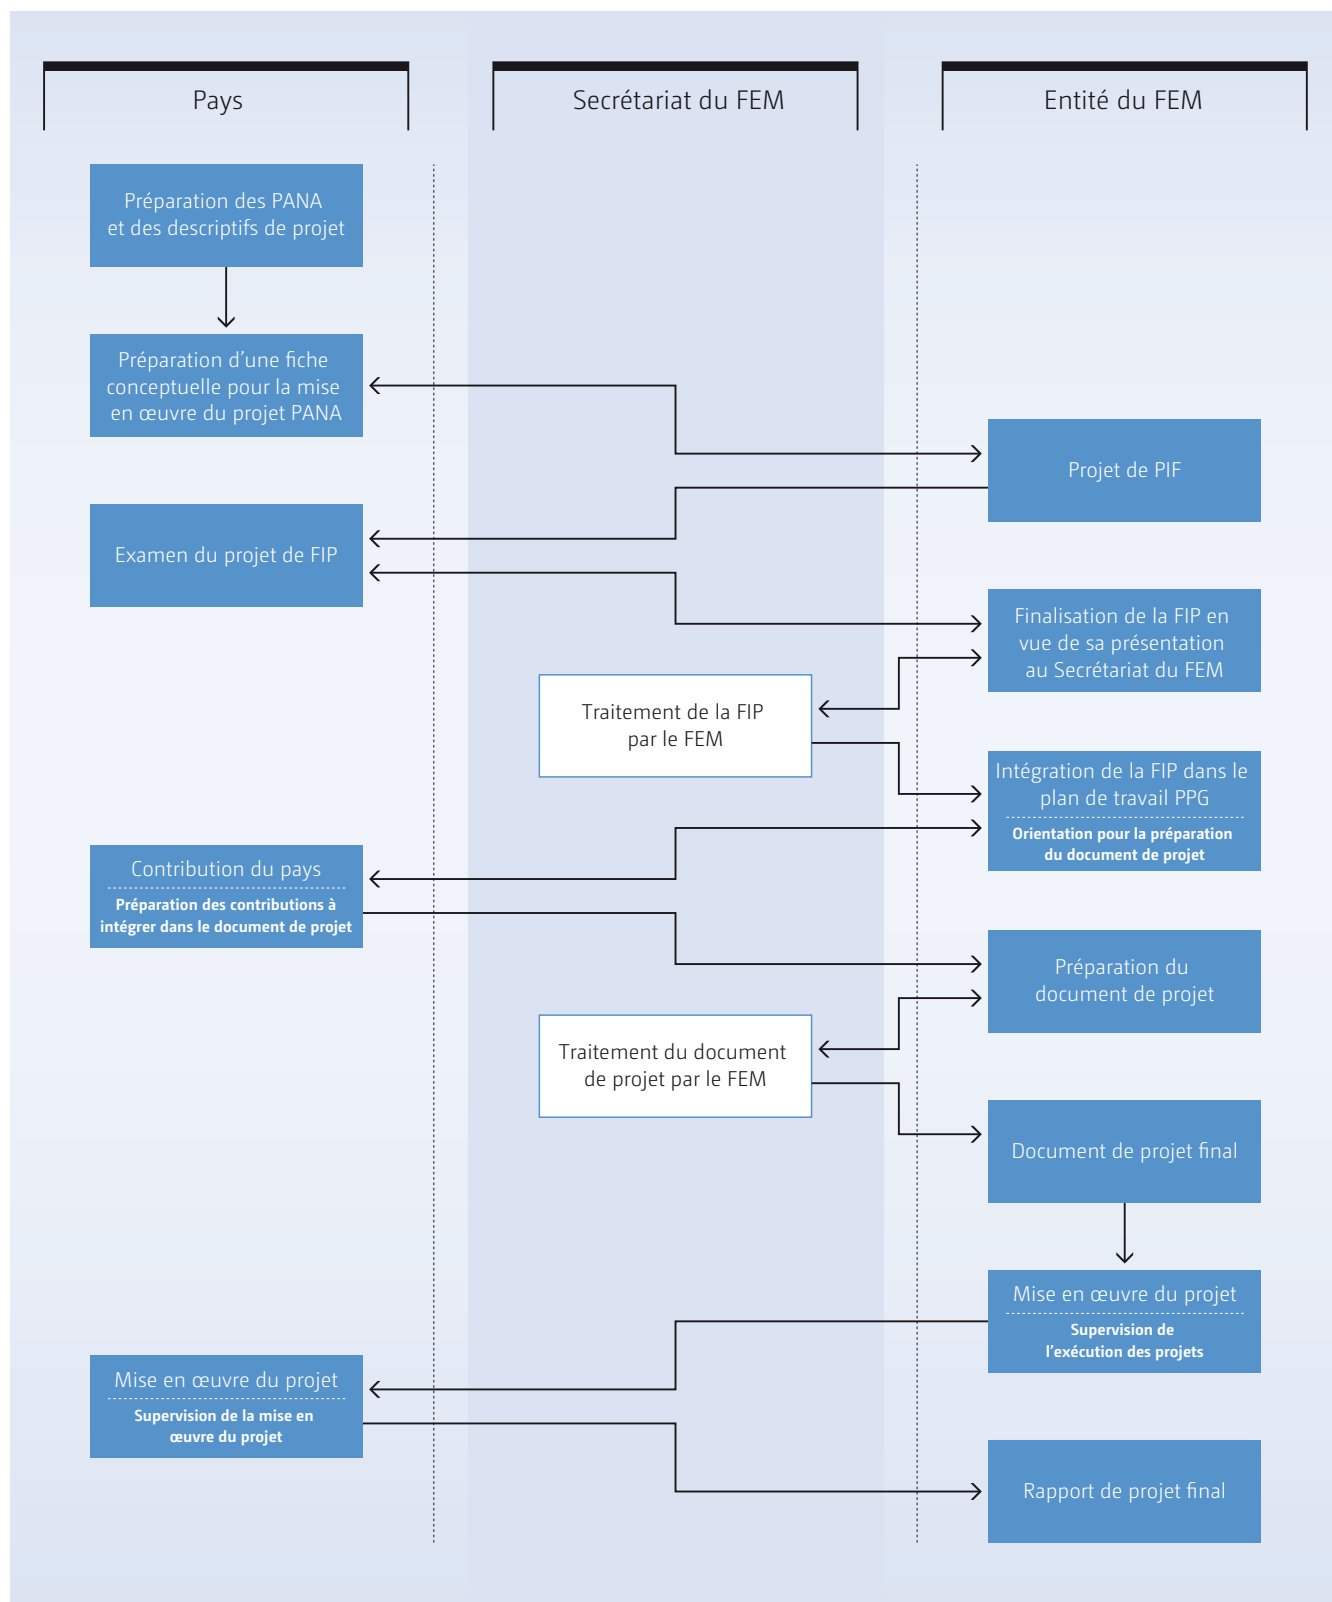 Pays
Secrétariat du FEM
Entité du FEM
Préparation des PANA
et des descriptifs de projet
Préparation d’une fiche
conceptuelle pour la mise
en œuvre du projet PANA
Projet de PIF
Examen du projet de FIP
Finalisation de la FIP en
vue de sa présentation
au Secrétariat du FEM
Traitement de la FIP
par le FEM
Intégration de la FIP dans le
plan de travail PPG
Orientation pour la préparation
du document de projet
Contribution du pays
Préparation des contributions à
intégrer dans le document de projet
Préparation du
document de projet
Traitement du document
de projet par le FEM
Document de projet final
Mise en œuvre du projet
Supervision de
l’exécution des projets
Mise en œuvre du projet
Supervision de la mise en
œuvre du projet
Rapport de projet final